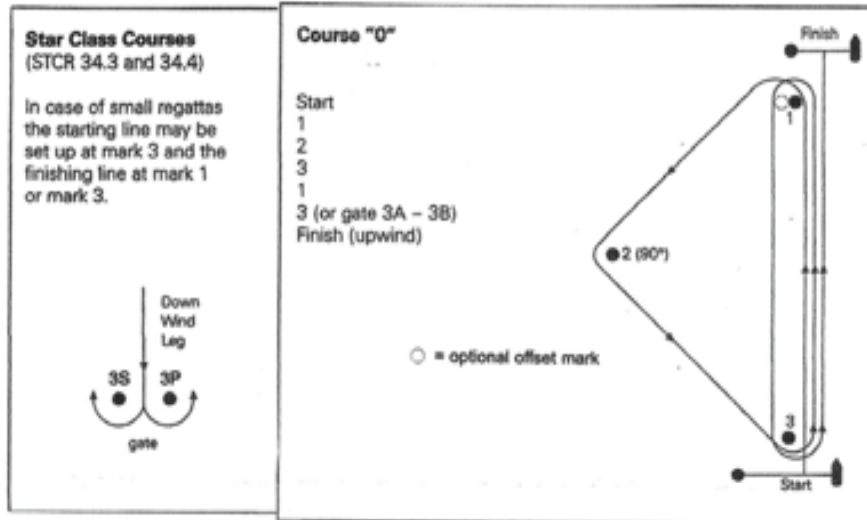 Star Class Courses
(STCR 34.3 and 34.4)
In case of small regattas
the starting line may be
set up at mark 3 and the
finishing line at mark 1
or mark 3.
Down
Wind
Leg
3S 3P
gate
Course "0"
Start
1
2
3
1
3 (or gate 3A – 3B)
Finish (upwind)
Finish
1
2 (90°)
= optional offset mark
3
Start